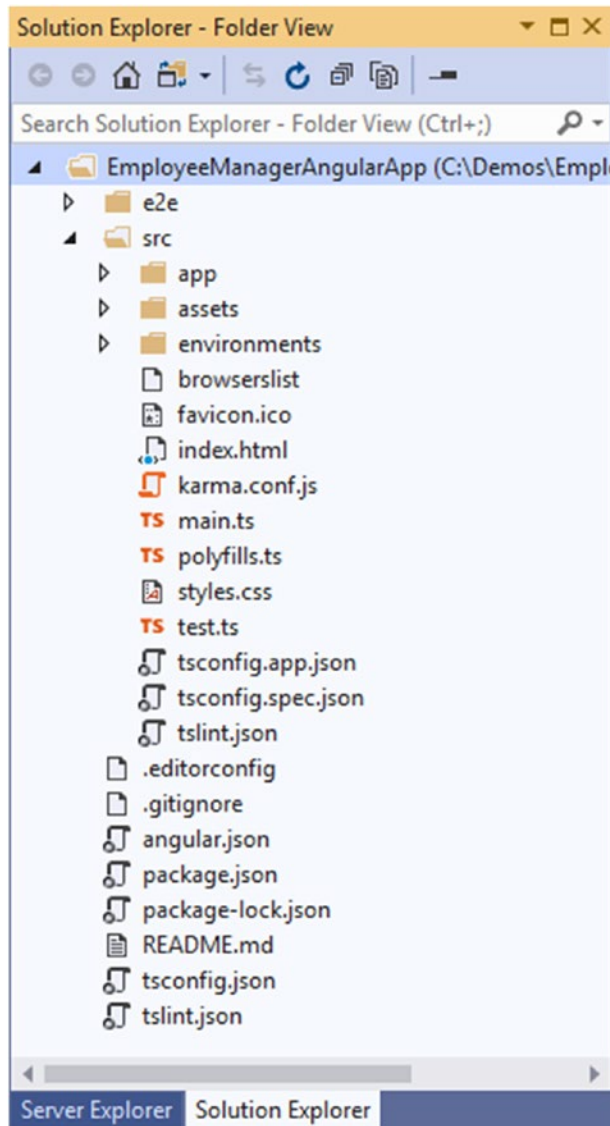 Solution Explorer - Folder View
Search Solution Explorer - Folder View (Ctrl+;)
EmployeeManagerAngularApp (C:\Demos\Empl
e2e
src
app
assets
environments
browserslist
favicon.ico
index.html
karma.conf.js
TS main.ts
TS polyfills.ts
styles.css
TS test.ts
tsconfig.app.json
tsconfig.spec.json
tslint.json
.editorconfig
.gitignore
angular.json
package.json
package-lock.json
README.md
tsconfig.json
tslint.json
Server Explorer Solution Explorer